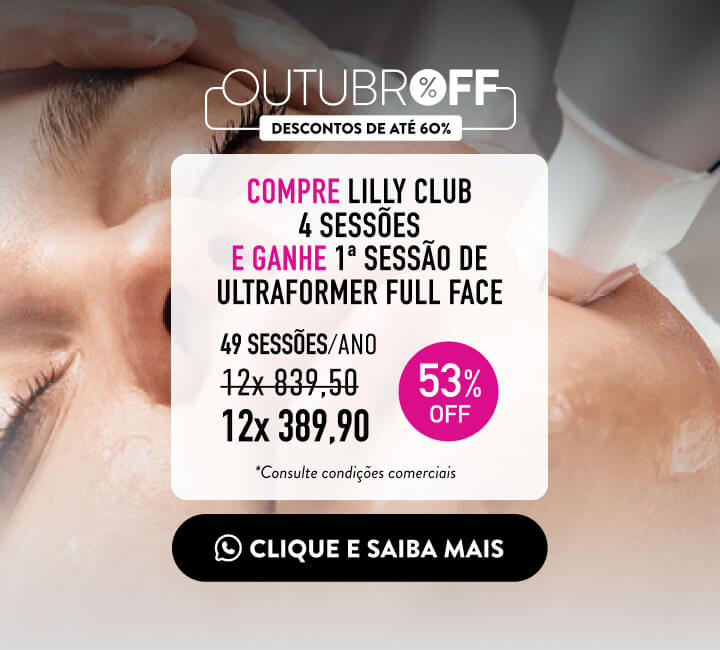 OUTUBR%OFF
DESCONTOS DE ATÉ 60%
COMPRE LILLY CLUB
4 SESSÕES
E GANHE 1ª SESSÃO DE
ULTRAFORMER FULL FACE
49 SESSÕES/ANO
12x 839,50
12x 389,90
53%
OFF
*Consulte condições comerciais
CLIQUE E SAIBA MAIS